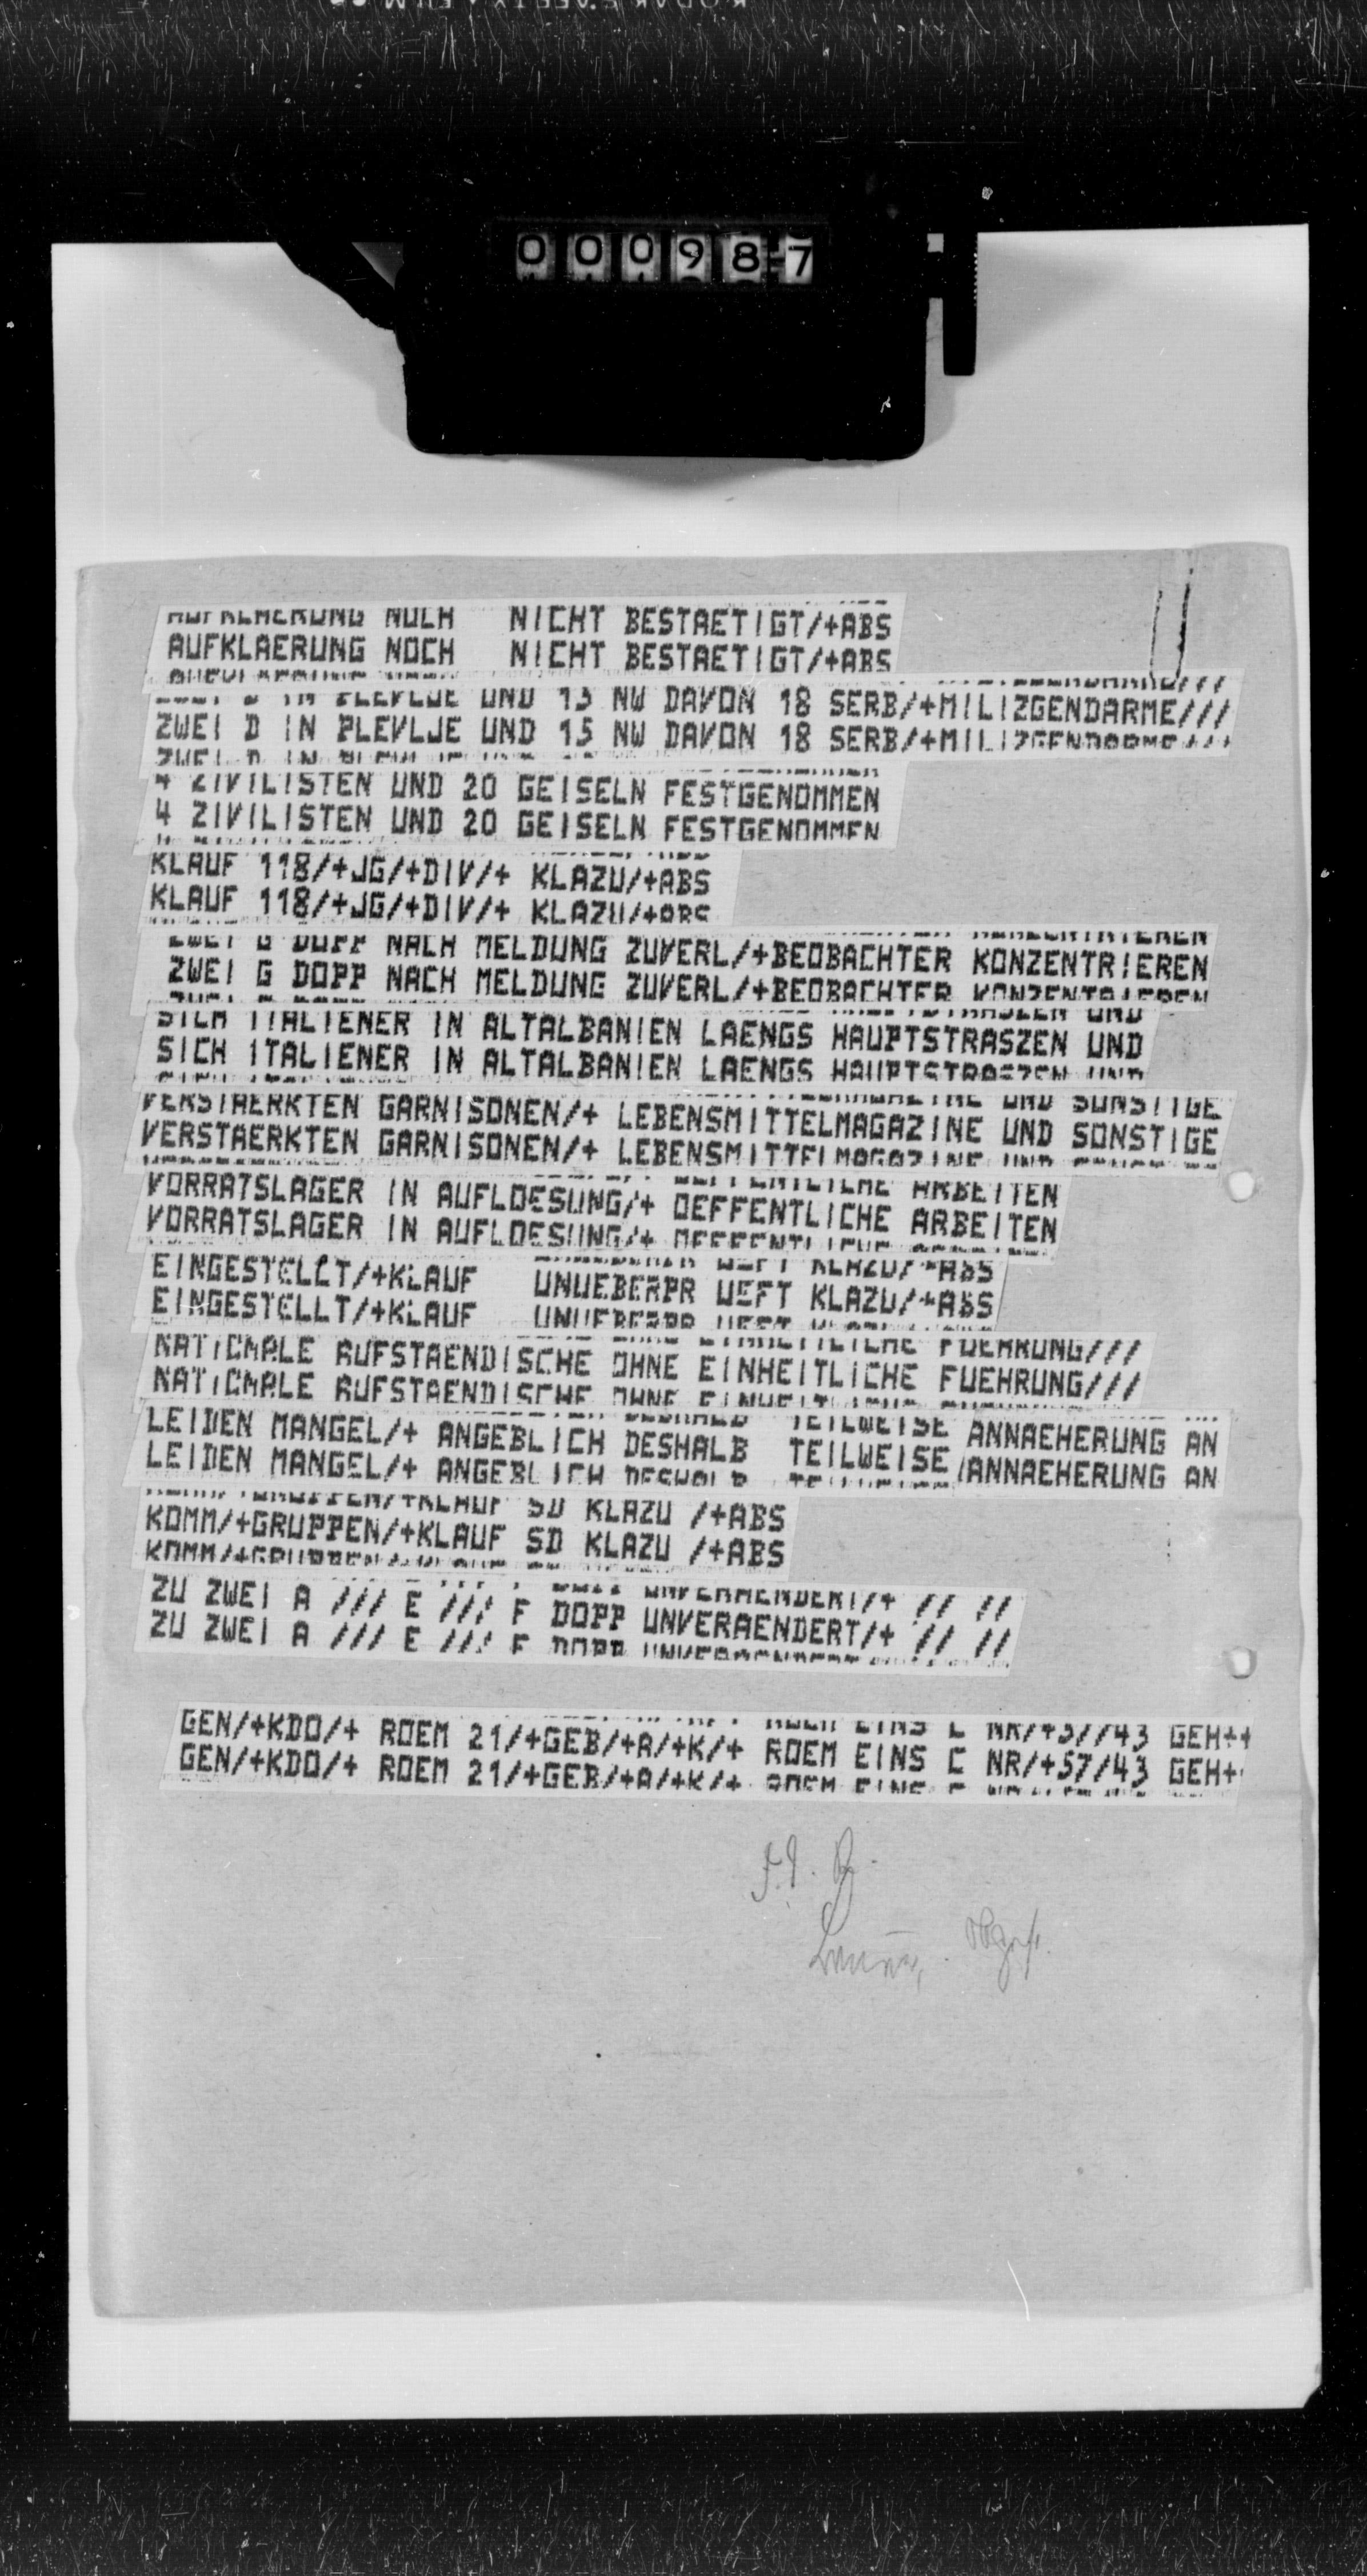 000987
AUFKLAERUNG NOCH NICHT BESTAETIGT/+ABS
ZWEI D IN PLEVLJE UND 15 NW DAVON 18 SERB/+MILIZGENDARME///
4 ZIVILISTEN UND 20 GEISELN FESTGENOMMEN
KLAUF 118/+JG/+DIV/+ KLAZU/+ABS
ZWEI G DOPP NACH MELDUNG ZUVERL/+BEOBACHTER KONZENTRIEREN
SICH ITALIENER IN ALTALBANIEN LAENGS HAUPTSTRASZEN UND
VERSTAERKTEN GARNISONEN/+ LEBENSMITTELMAGAZINE UND SONSTIGE
VORRATSLAGER IN AUFLOESUNG/+ OEFFENTLICHE ARBEITEN
EINGESTELLT/+KLAUF UNUEBERPR UEFT KLAZU/+ABS
NATIONALE AUFSTAENDISCHE OHNE EINHEITLICHE FUEHRUNG///
LEIDEN MANGEL/+ ANGEBLICH DESHALB TEILWEISE ANNAEHERUNG AN
KOMM/+GRUPPEN/+KLAUF SD KLAZU /+ABS
ZU ZWEI A /// E /// F DOPP UNVERAENDERT/+ // //
GEN/+KDO/+ ROEM 21/+GEB/+A/+K/+ ROEM EINS C NR/+57//43 GEH++